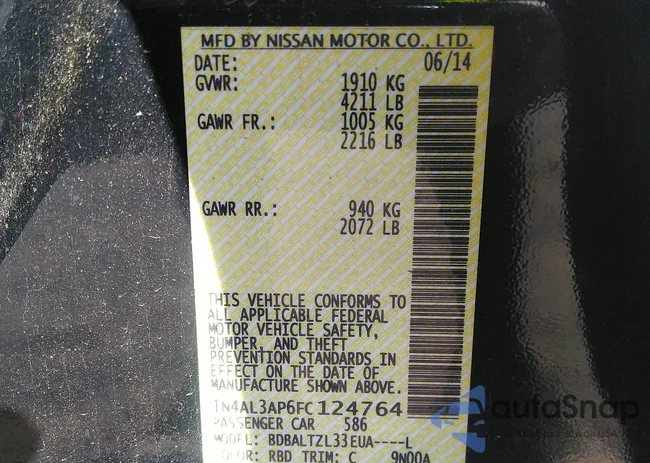 MFD BY NISSAN MOTOR CO., LTD.
DATE: 06/14
GVWR: 1910 KG
4211 LB
GAWR FR.: 1005 KG
2216 LB
GAWR RR.: 940 KG
2072 LB
THIS VEHICLE CONFORMS TO
ALL APPLICABLE FEDERAL
MOTOR VEHICLE SAFETY,
BUMPER, AND THEFT
PREVENTION STANDARDS IN
EFFECT ON THE DATE OF
MANUFACTURE SHOWN ABOVE.
1N4AL3AP6FC124764
PASSENGER CAR 586
MODEL: BDBALTZL33EUA----L
COLOR: RBD TRIM: C 9N00A
autoSnap